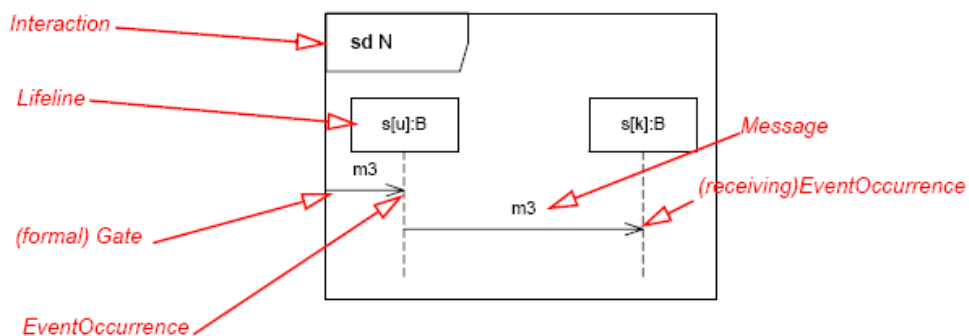 Interaction
sd N
Lifeline
s[u]:B
s[k]:B
Message
m3
(receiving)EventOccurrence
m3
(formal) Gate
EventOccurrence